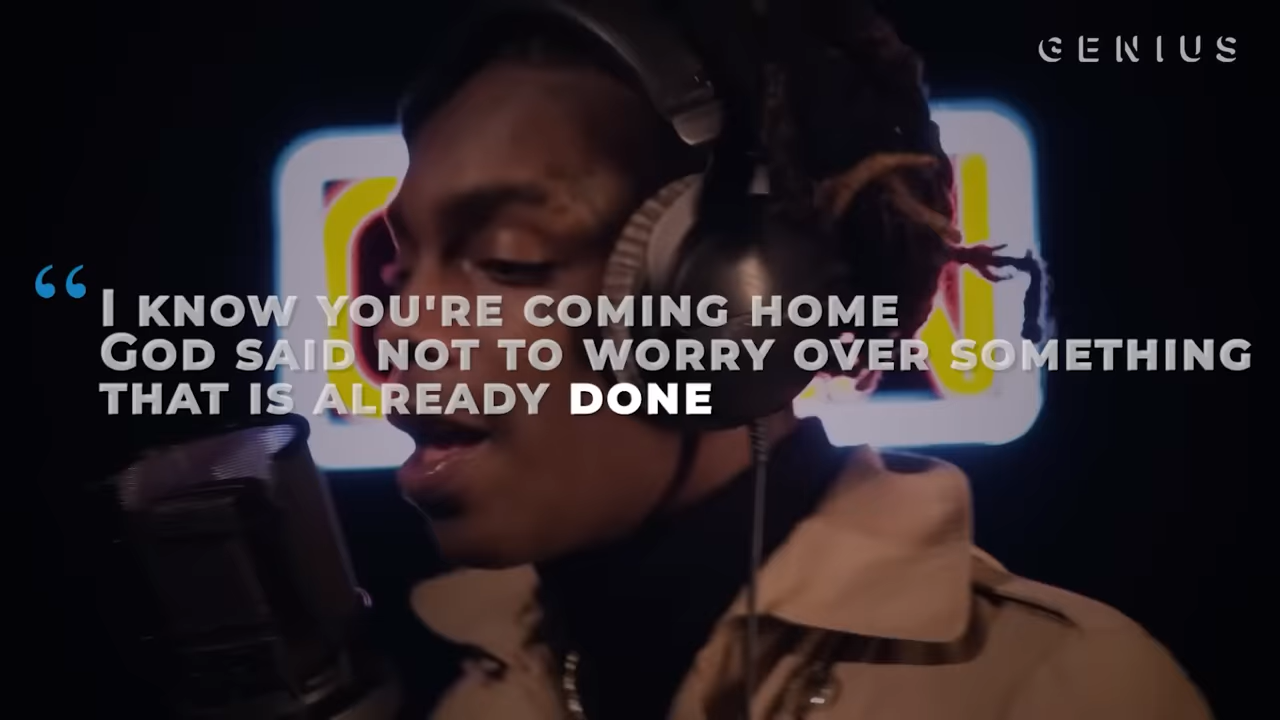 GENIUS
“I KNOW YOU'RE COMING HOME
GOD SAID NOT TO WORRY OVER SOMETHING
THAT IS ALREADY DONE